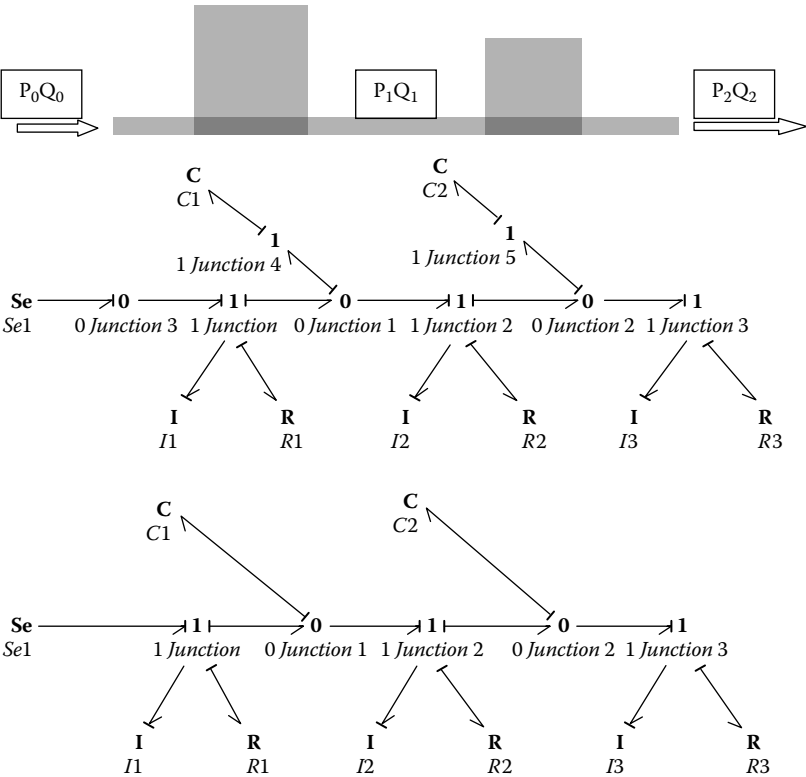 P₀Q₀ P₁Q₁ P₂Q₂
C C
C1 C2
1 1
1 Junction 4 1 Junction 5
Se 0 1 0 1 0 1
Se1 0 Junction 3 1 Junction 0 Junction 1 1 Junction 2 0 Junction 2 1 Junction 3
I R I R I R
I1 R1 I2 R2 I3 R3
C C
C1 C2
Se 1 0 1 0 1
Se1 1 Junction 0 Junction 1 1 Junction 2 0 Junction 2 1 Junction 3
I R I R I R
I1 R1 I2 R2 I3 R3